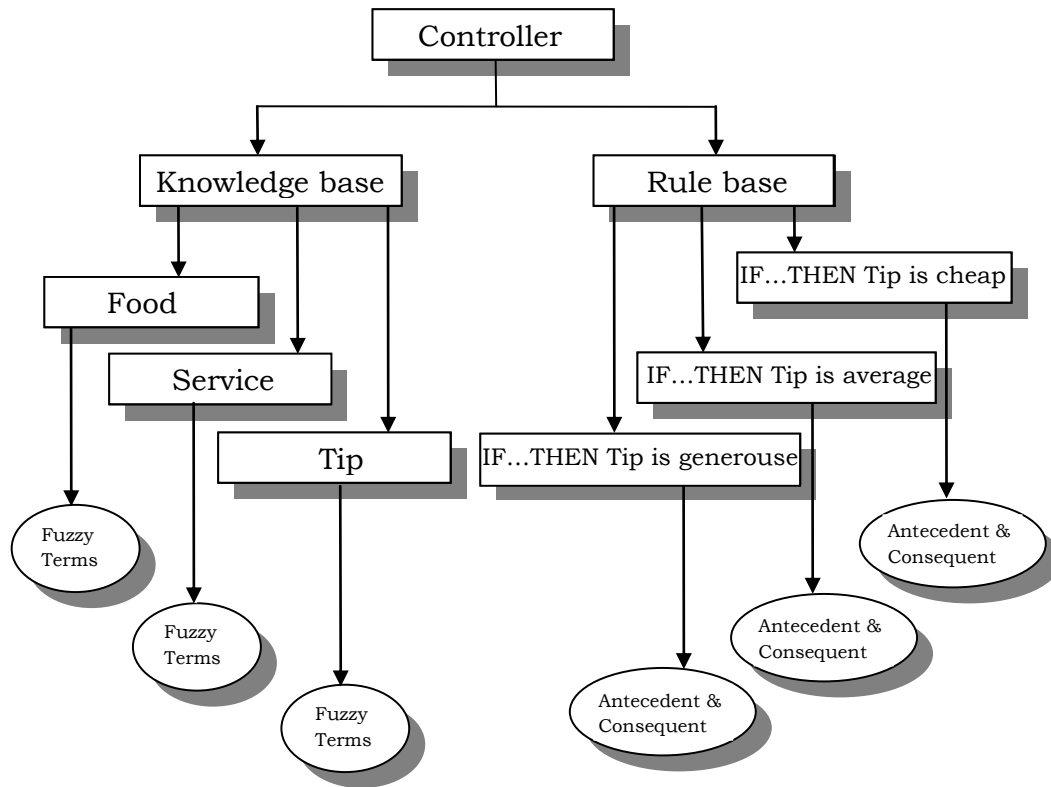 Controller
Knowledge base
Rule base
Food
Service
Tip
IF...THEN Tip is cheap
IF...THEN Tip is average
IF...THEN Tip is generouse
Fuzzy
Terms
Fuzzy
Terms
Fuzzy
Terms
Antecedent &
Consequent
Antecedent &
Consequent
Antecedent &
Consequent